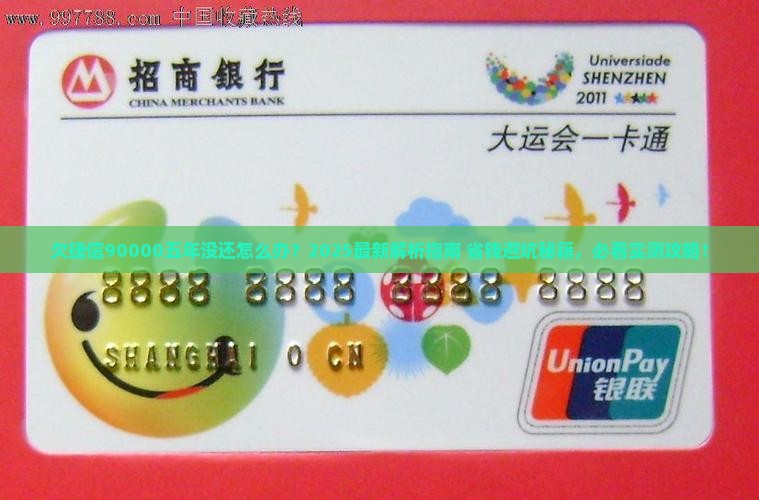 www.997788.com 中国收藏热线
招商银行
CHINA MERCHANTS BANK
Universiade
SHENZHEN
2011
大运会一卡通
欠捷信90000五年没还怎么办？2025最新解析指南 省钱避坑秘籍，必看实测攻略！
8888 8888 8888 8888
SHANGHAI 0 CN
UnionPay
银联